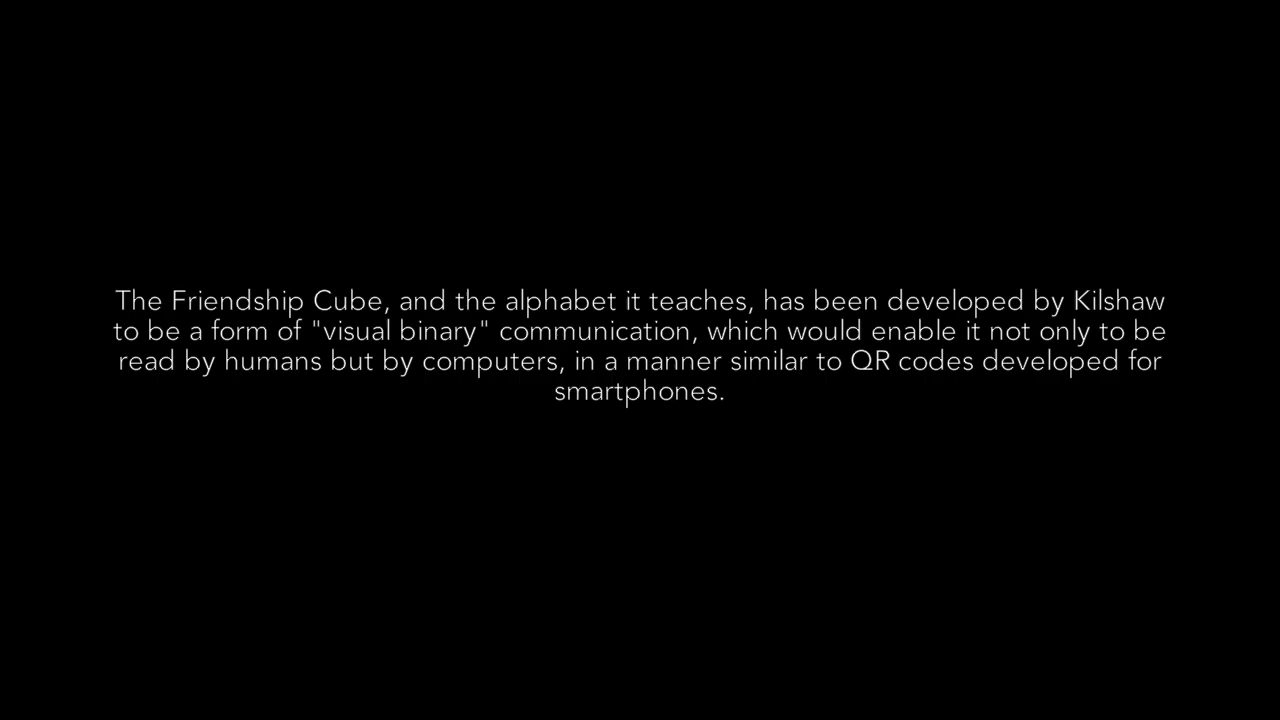 The Friendship Cube, and the alphabet it teaches, has been developed by Kilshaw
to be a form of "visual binary" communication, which would enable it not only to be
read by humans but by computers, in a manner similar to QR codes developed for
smartphones.